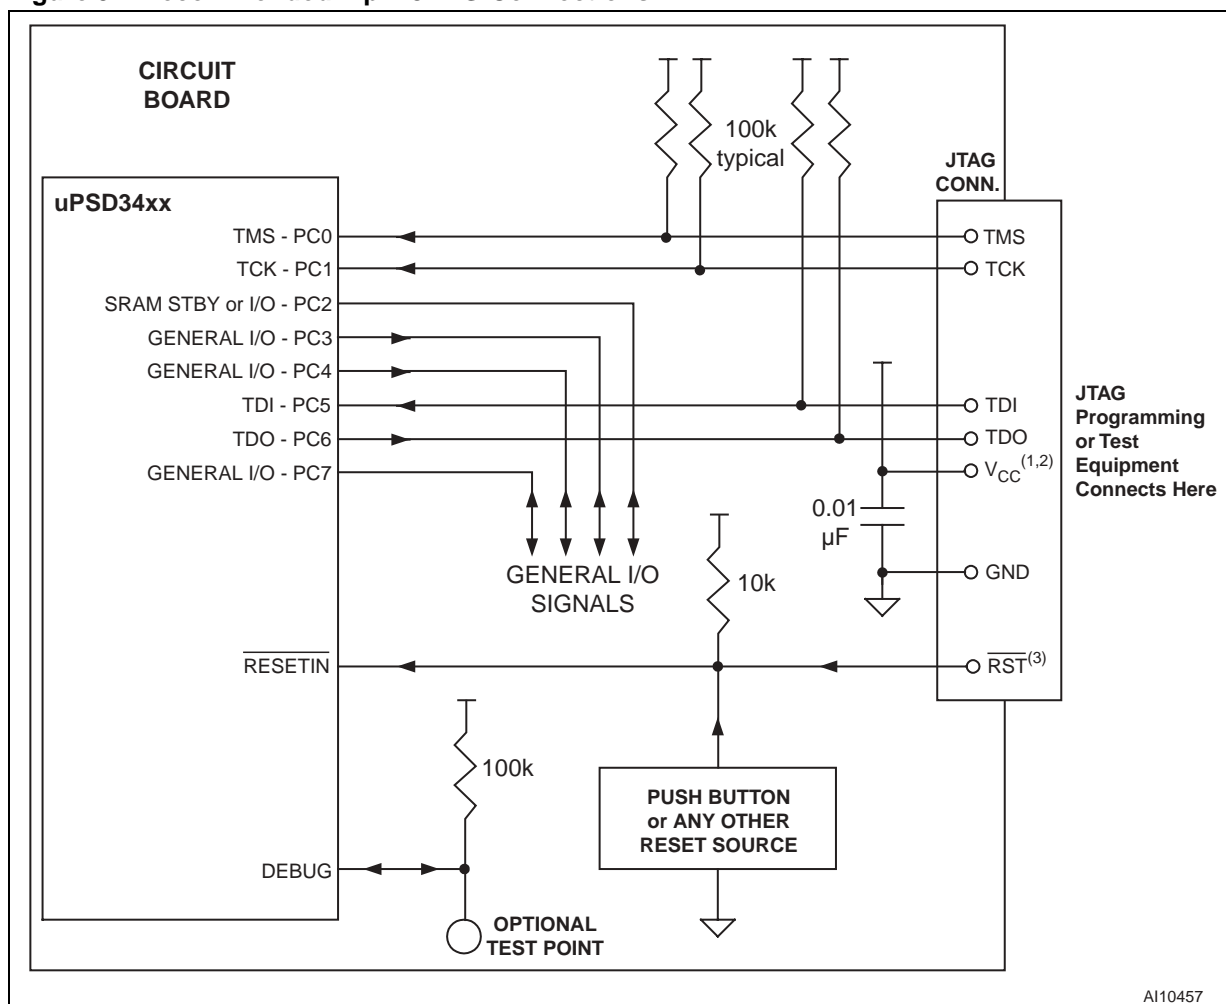 CIRCUIT
BOARD
100k
typical
JTAG
CONN.
uPSD34xx
TMS - PC0
TMS
TCK - PC1
TCK
SRAM STBY or I/O - PC2
GENERAL I/O - PC3
GENERAL I/O - PC4
TDI - PC5
TDI
TDO - PC6
TDO
GENERAL I/O - PC7
VCC(1,2)
JTAG
Programming
or Test
Equipment
Connects Here
0.01
µF
GENERAL I/O
SIGNALS
10k
GND
RESETIN
RST(3)
100k
PUSH BUTTON
or ANY OTHER
RESET SOURCE
DEBUG
OPTIONAL
TEST POINT
AI10457